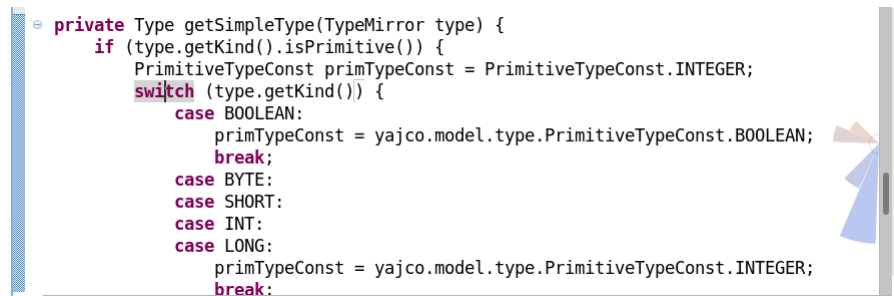 private Type getSimpleType(TypeMirror type) {
if (type.getKind().isPrimitive()) {
PrimitiveTypeConst primTypeConst = PrimitiveTypeConst.INTEGER;
switch (type.getKind()) {
case BOOLEAN:
primTypeConst = yajco.model.type.PrimitiveTypeConst.BOOLEAN;
break;
case BYTE:
case SHORT:
case INT:
case LONG:
primTypeConst = yajco.model.type.PrimitiveTypeConst.INTEGER;
break;